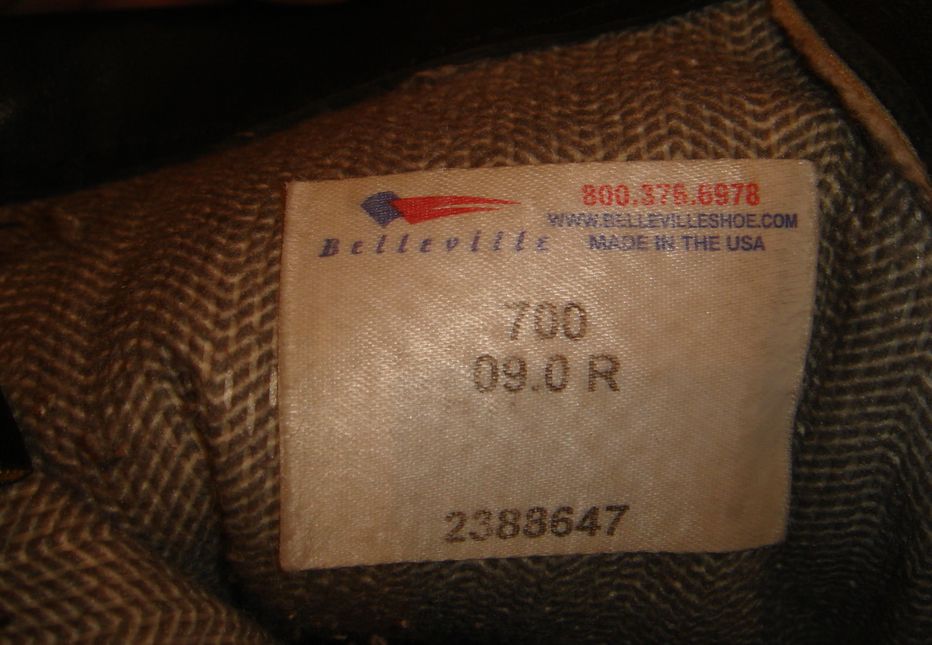 800.376.6978
WWW.BELLEVILLESHOE.COM
Belleville
MADE IN THE USA
700
09.0 R
2388647